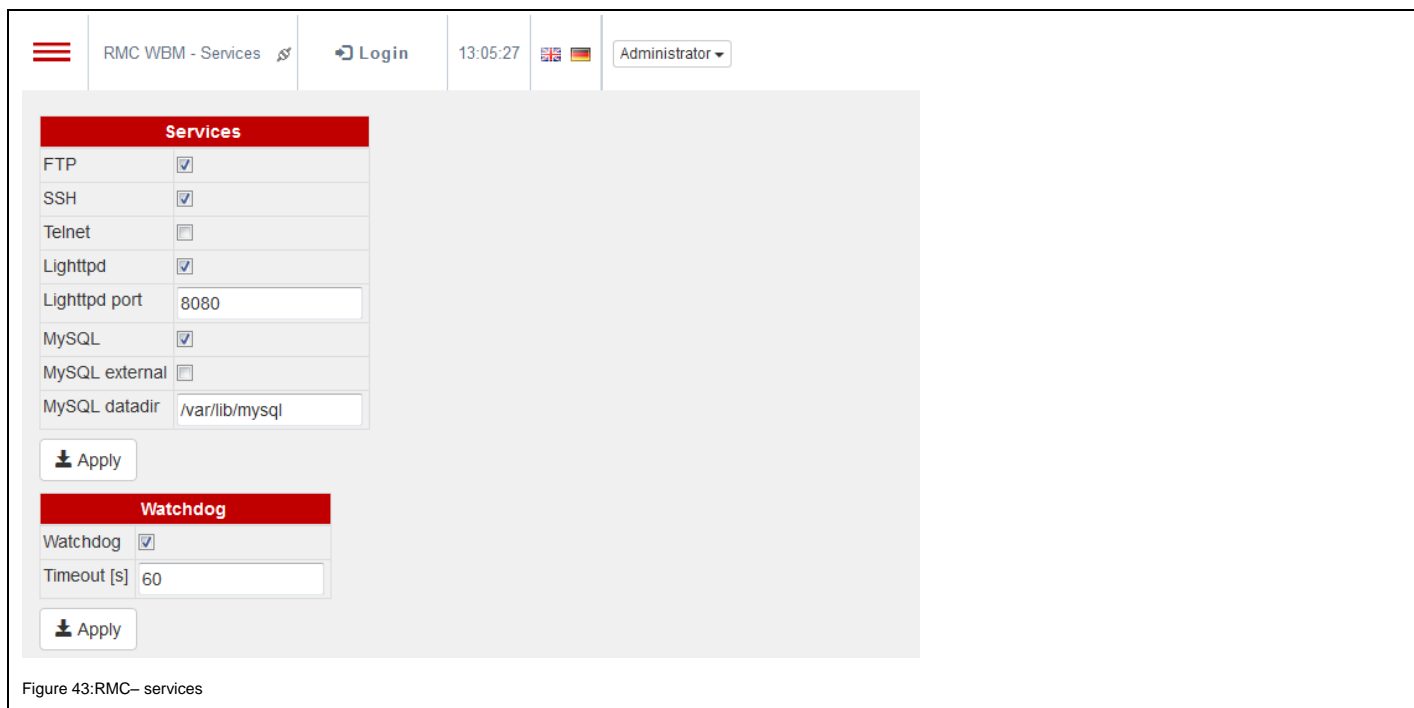 RMC WBM - Services Login 13:05:27 Administrator
Services
FTP
SSH
Telnet
Lighttpd
Lighttpd port 8080
MySQL
MySQL external
MySQL datadir /var/lib/mysql
Apply
Watchdog
Watchdog
Timeout [s] 60
Apply
Figure 43:RMC– services